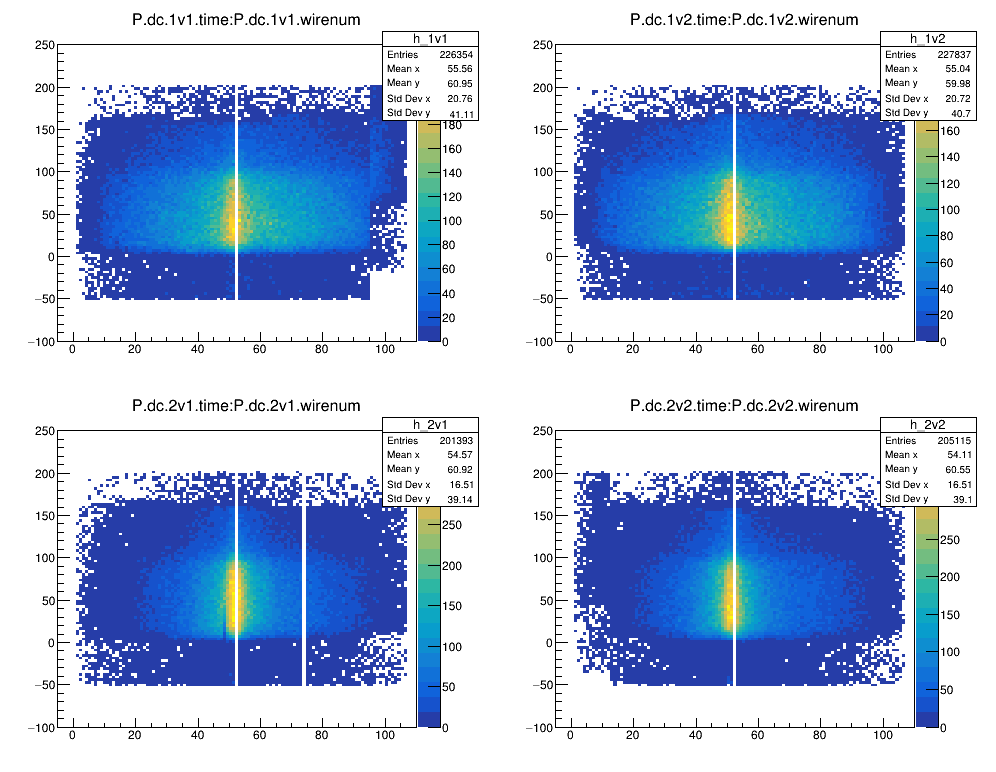 P.dc.1v1.time:P.dc.1v1.wirenum
h_1v1
Entries 226354
Mean x 55.56
Mean y 60.95
Std Dev x 20.76
Std Dev y 41.11
250
200
150
100
50
0
−50
−100
0 20 40 60 80 100
180
160
140
120
100
80
60
40
20
0
P.dc.1v2.time:P.dc.1v2.wirenum
h_1v2
Entries 227837
Mean x 55.04
Mean y 59.98
Std Dev x 20.72
Std Dev y 40.7
250
200
150
100
50
0
−50
−100
0 20 40 60 80 100
160
140
120
100
80
60
40
20
0
P.dc.2v1.time:P.dc.2v1.wirenum
h_2v1
Entries 201393
Mean x 54.57
Mean y 60.92
Std Dev x 16.51
Std Dev y 39.14
250
200
150
100
50
0
−50
−100
0 20 40 60 80 100
250
200
150
100
50
0
P.dc.2v2.time:P.dc.2v2.wirenum
h_2v2
Entries 205115
Mean x 54.11
Mean y 60.55
Std Dev x 16.51
Std Dev y 39.1
250
200
150
100
50
0
−50
−100
0 20 40 60 80 100
250
200
150
100
50
0